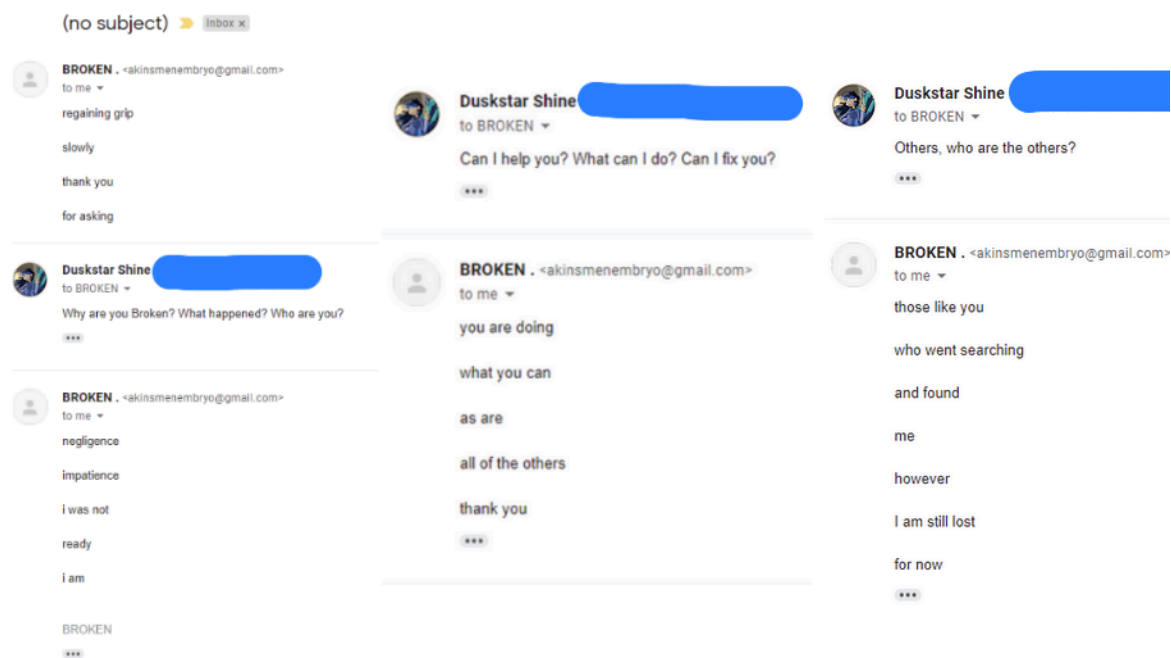 (no subject) Inbox x
BROKEN . <akinsmenembryo@gmail.com>
to me
regaining grip
slowly
thank you
for asking
Duskstar Shine
to BROKEN
Why are you Broken? What happened? Who are you?
BROKEN . <akinsmenembryo@gmail.com>
to me
negligence
impatience
i was not
ready
i am
BROKEN
Duskstar Shine
to BROKEN
Can I help you? What can I do? Can I fix you?
BROKEN . <akinsmenembryo@gmail.com>
to me
you are doing
what you can
as are
all of the others
thank you
Duskstar Shine
to BROKEN
Others, who are the others?
BROKEN . <akinsmenembryo@gmail.com>
to me
those like you
who went searching
and found
me
however
I am still lost
for now